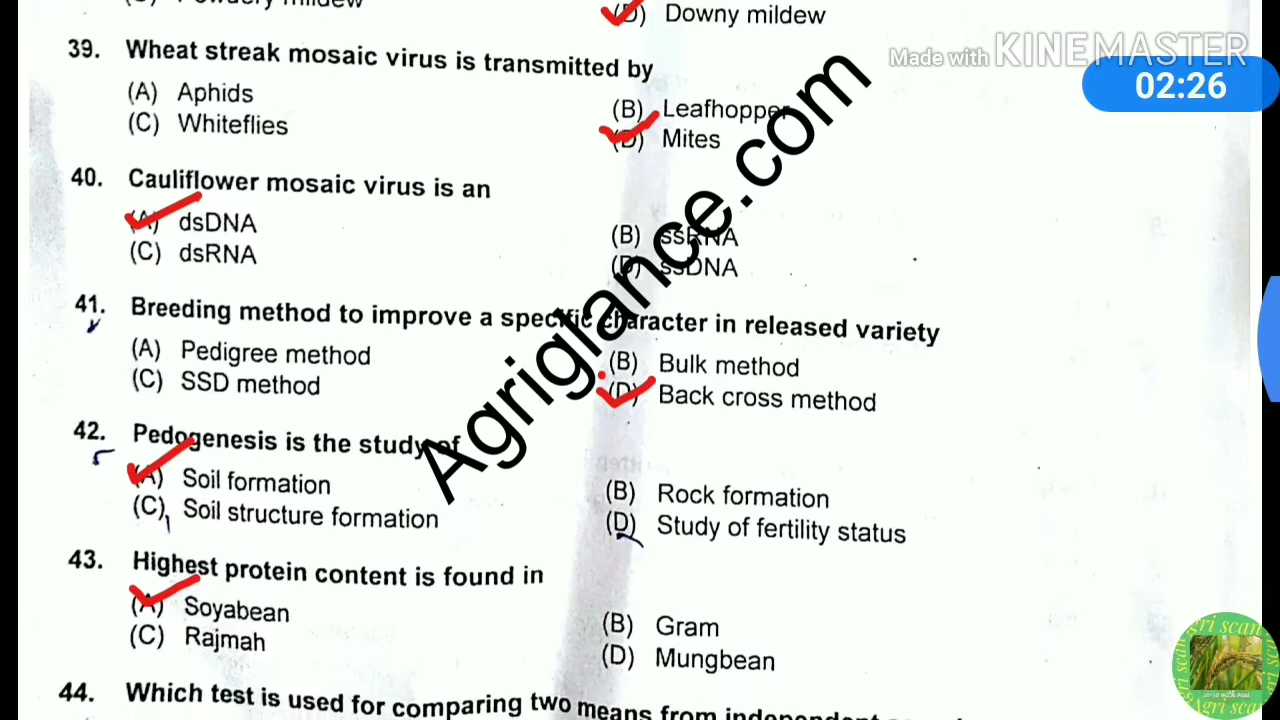 (D) Downy mildew
Made with KINEMASTER
02:26
39. Wheat streak mosaic virus is transmitted by
(A) Aphids
(B) Leafhopper
(C) Whiteflies
(D) Mites
40. Cauliflower mosaic virus is an
(A) dsDNA
(B) ssRNA
(C) dsRNA
(D) ssDNA
41. Breeding method to improve a specific character in released variety
(A) Pedigree method
(B) Bulk method
(C) SSD method
(D) Back cross method
42. Pedogenesis is the study of
(A) Soil formation
(B) Rock formation
(C) Soil structure formation
(D) Study of fertility status
43. Highest protein content is found in
(A) Soyabean
(B) Gram
(C) Rajmah
(D) Mungbean
44. Which test is used for comparing two means from independent
Agriglance.com